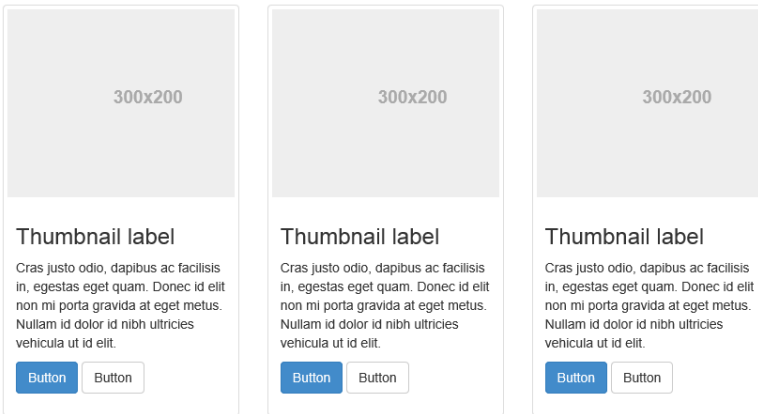 300x200
Thumbnail label
Cras justo odio, dapibus ac facilisis
in, egestas eget quam. Donec id elit
non mi porta gravida at eget metus.
Nullam id dolor id nibh ultricies
vehicula ut id elit.
Button Button
300x200
Thumbnail label
Cras justo odio, dapibus ac facilisis
in, egestas eget quam. Donec id elit
non mi porta gravida at eget metus.
Nullam id dolor id nibh ultricies
vehicula ut id elit.
Button Button
300x200
Thumbnail label
Cras justo odio, dapibus ac facilisis
in, egestas eget quam. Donec id elit
non mi porta gravida at eget metus.
Nullam id dolor id nibh ultricies
vehicula ut id elit.
Button Button